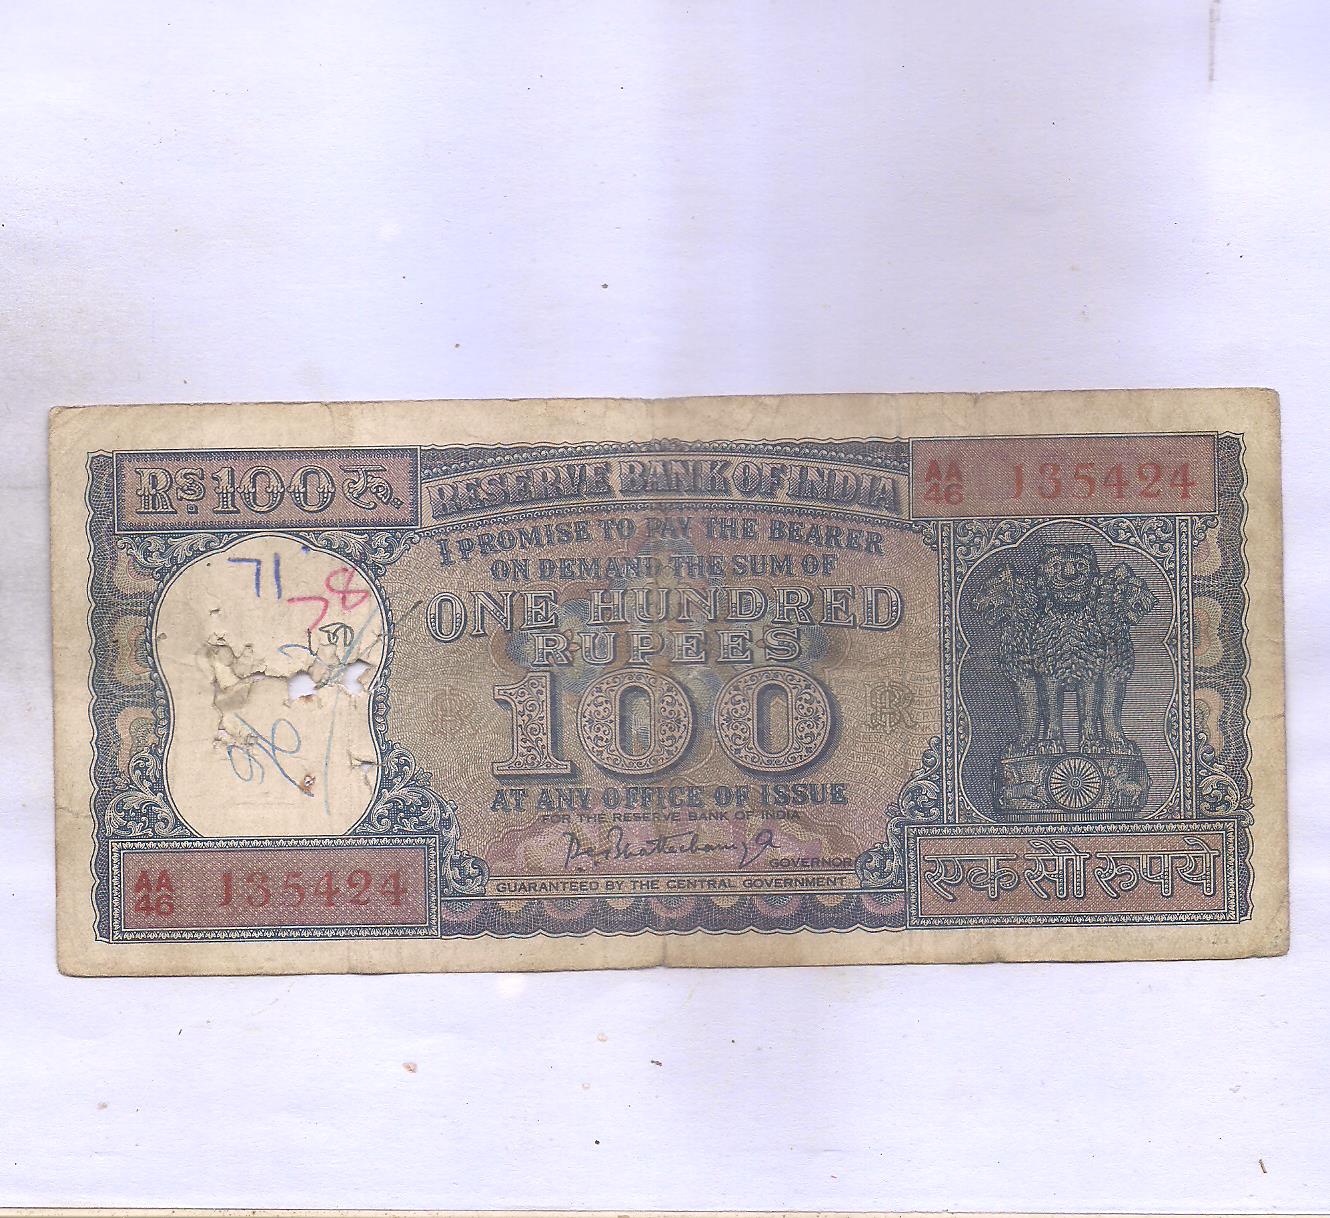 RS. 100 रु.
RESERVE BANK OF INDIA
AA
46 135424
I PROMISE TO PAY THE BEARER
ON DEMAND THE SUM OF
ONE HUNDRED
RUPEES
100
AT ANY OFFICE OF ISSUE
FOR THE RESERVE BANK OF INDIA
GOVERNOR
GUARANTEED BY THE CENTRAL GOVERNMENT
71
AA
46 135424
एक सौ रुपये